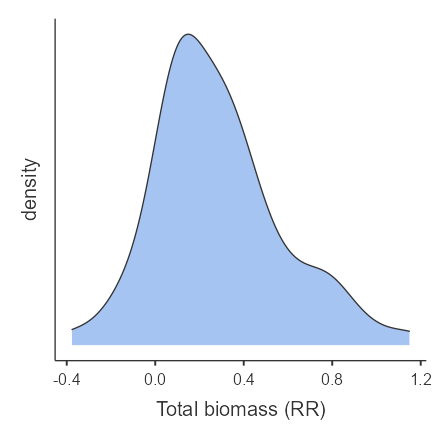 density
-0.4 0.0 0.4 0.8 1.2
Total biomass (RR)